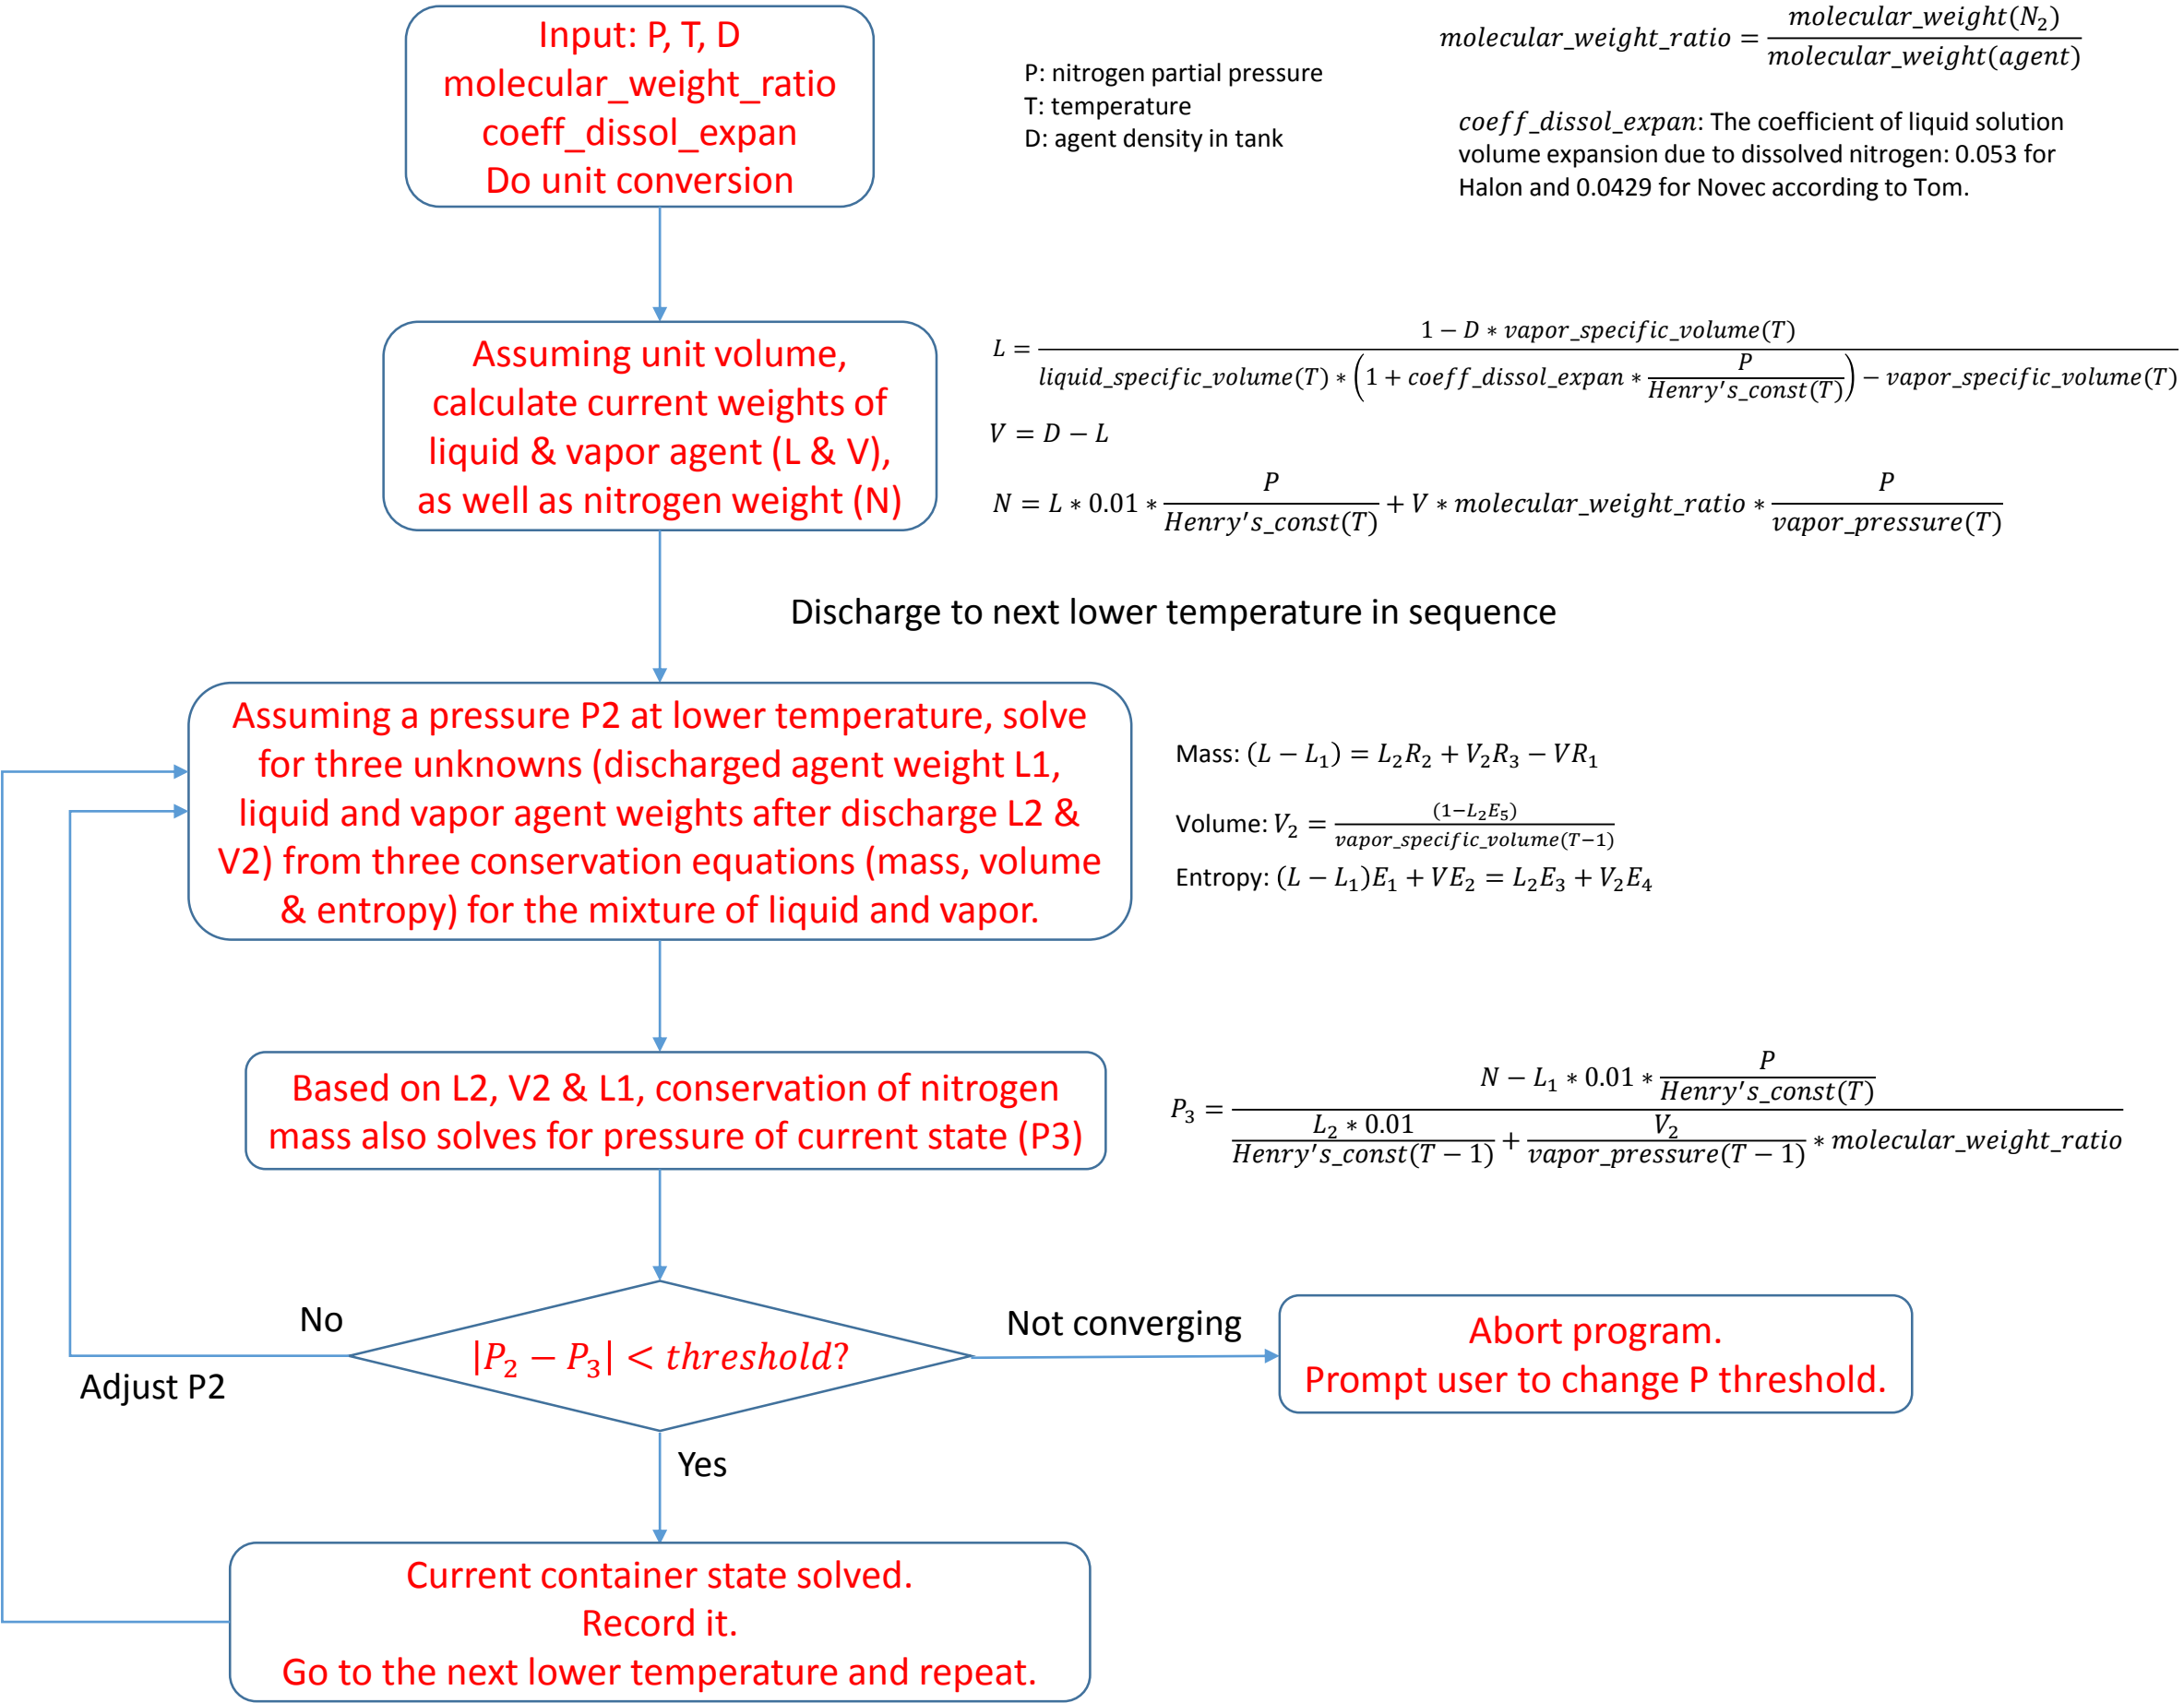 Input: P, T, D
molecular_weight_ratio
coeff_dissol_expan
Do unit conversion
P: nitrogen partial pressure
T: temperature
D: agent density in tank
molecular_weight_ratio = molecular_weight(N₂) / molecular_weight(agent)
coeff_dissol_expan: The coefficient of liquid solution
volume expansion due to dissolved nitrogen: 0.053 for
Halon and 0.0429 for Novec according to Tom.
Assuming unit volume,
calculate current weights of
liquid & vapor agent (L & V),
as well as nitrogen weight (N)
L = (1 − D * vapor_specific_volume(T)) / (liquid_specific_volume(T) * (1 + coeff_dissol_expan * P / Henry's_const(T)) − vapor_specific_volume(T))
V = D − L
N = L * 0.01 * P / Henry's_const(T) + V * molecular_weight_ratio * P / vapor_pressure(T)
Discharge to next lower temperature in sequence
Assuming a pressure P2 at lower temperature, solve
for three unknowns (discharged agent weight L1,
liquid and vapor agent weights after discharge L2 &
V2) from three conservation equations (mass, volume
& entropy) for the mixture of liquid and vapor.
Mass: (L − L₁) = L₂R₂ + V₂R₃ − VR₁
Volume: V₂ = (1−L₂E₅) / vapor_specific_volume(T−1)
Entropy: (L − L₁)E₁ + VE₂ = L₂E₃ + V₂E₄
Based on L2, V2 & L1, conservation of nitrogen
mass also solves for pressure of current state (P3)
P₃ = (N − L₁ * 0.01 * P / Henry's_const(T)) / (L₂ * 0.01 / Henry's_const(T − 1) + V₂ / vapor_pressure(T − 1) * molecular_weight_ratio)
No
|P₂ − P₃| < threshold?
Not converging
Abort program.
Prompt user to change P threshold.
Adjust P2
Yes
Current container state solved.
Record it.
Go to the next lower temperature and repeat.